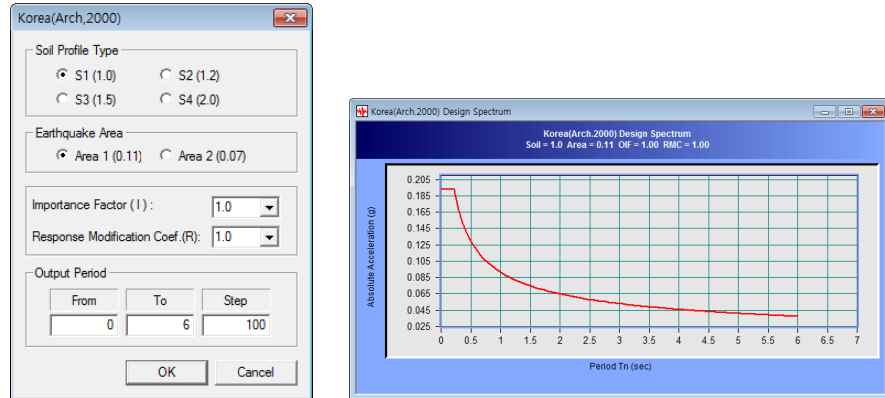 Korea(Arch,2000)
Soil Profile Type
S1 (1.0) S2 (1.2)
S3 (1.5) S4 (2.0)
Earthquake Area
Area 1 (0.11) Area 2 (0.07)
Importance Factor ( I ) : 1.0
Response Modification Coef.(R): 1.0
Output Period
From To Step
0 6 100
OK Cancel
Korea(Arch.2000) Design Spectrum
Korea(Arch.2000) Design Spectrum
Soil = 1.0 Area = 0.11 OIF = 1.00 RMC = 1.00
Absolute Acceleration (g)
0.205
0.185
0.165
0.145
0.125
0.105
0.085
0.065
0.045
0.025
0 0.5 1 1.5 2 2.5 3 3.5 4 4.5 5 5.5 6 6.5 7
Period Tn (sec)